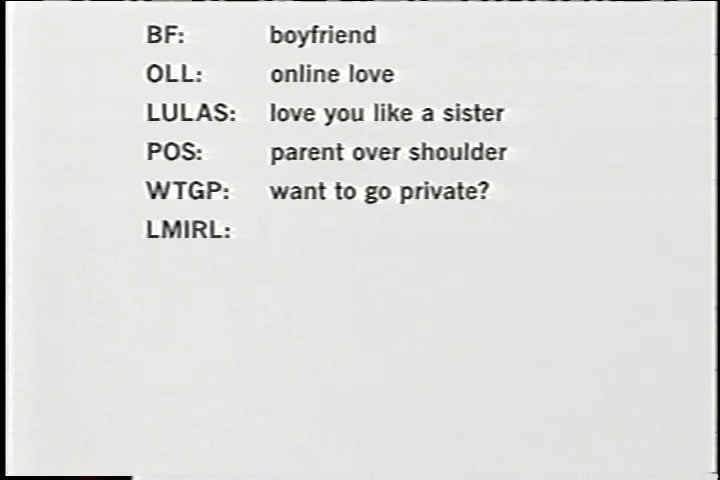 BF: boyfriend
OLL: online love
LULAS: love you like a sister
POS: parent over shoulder
WTGP: want to go private?
LMIRL: